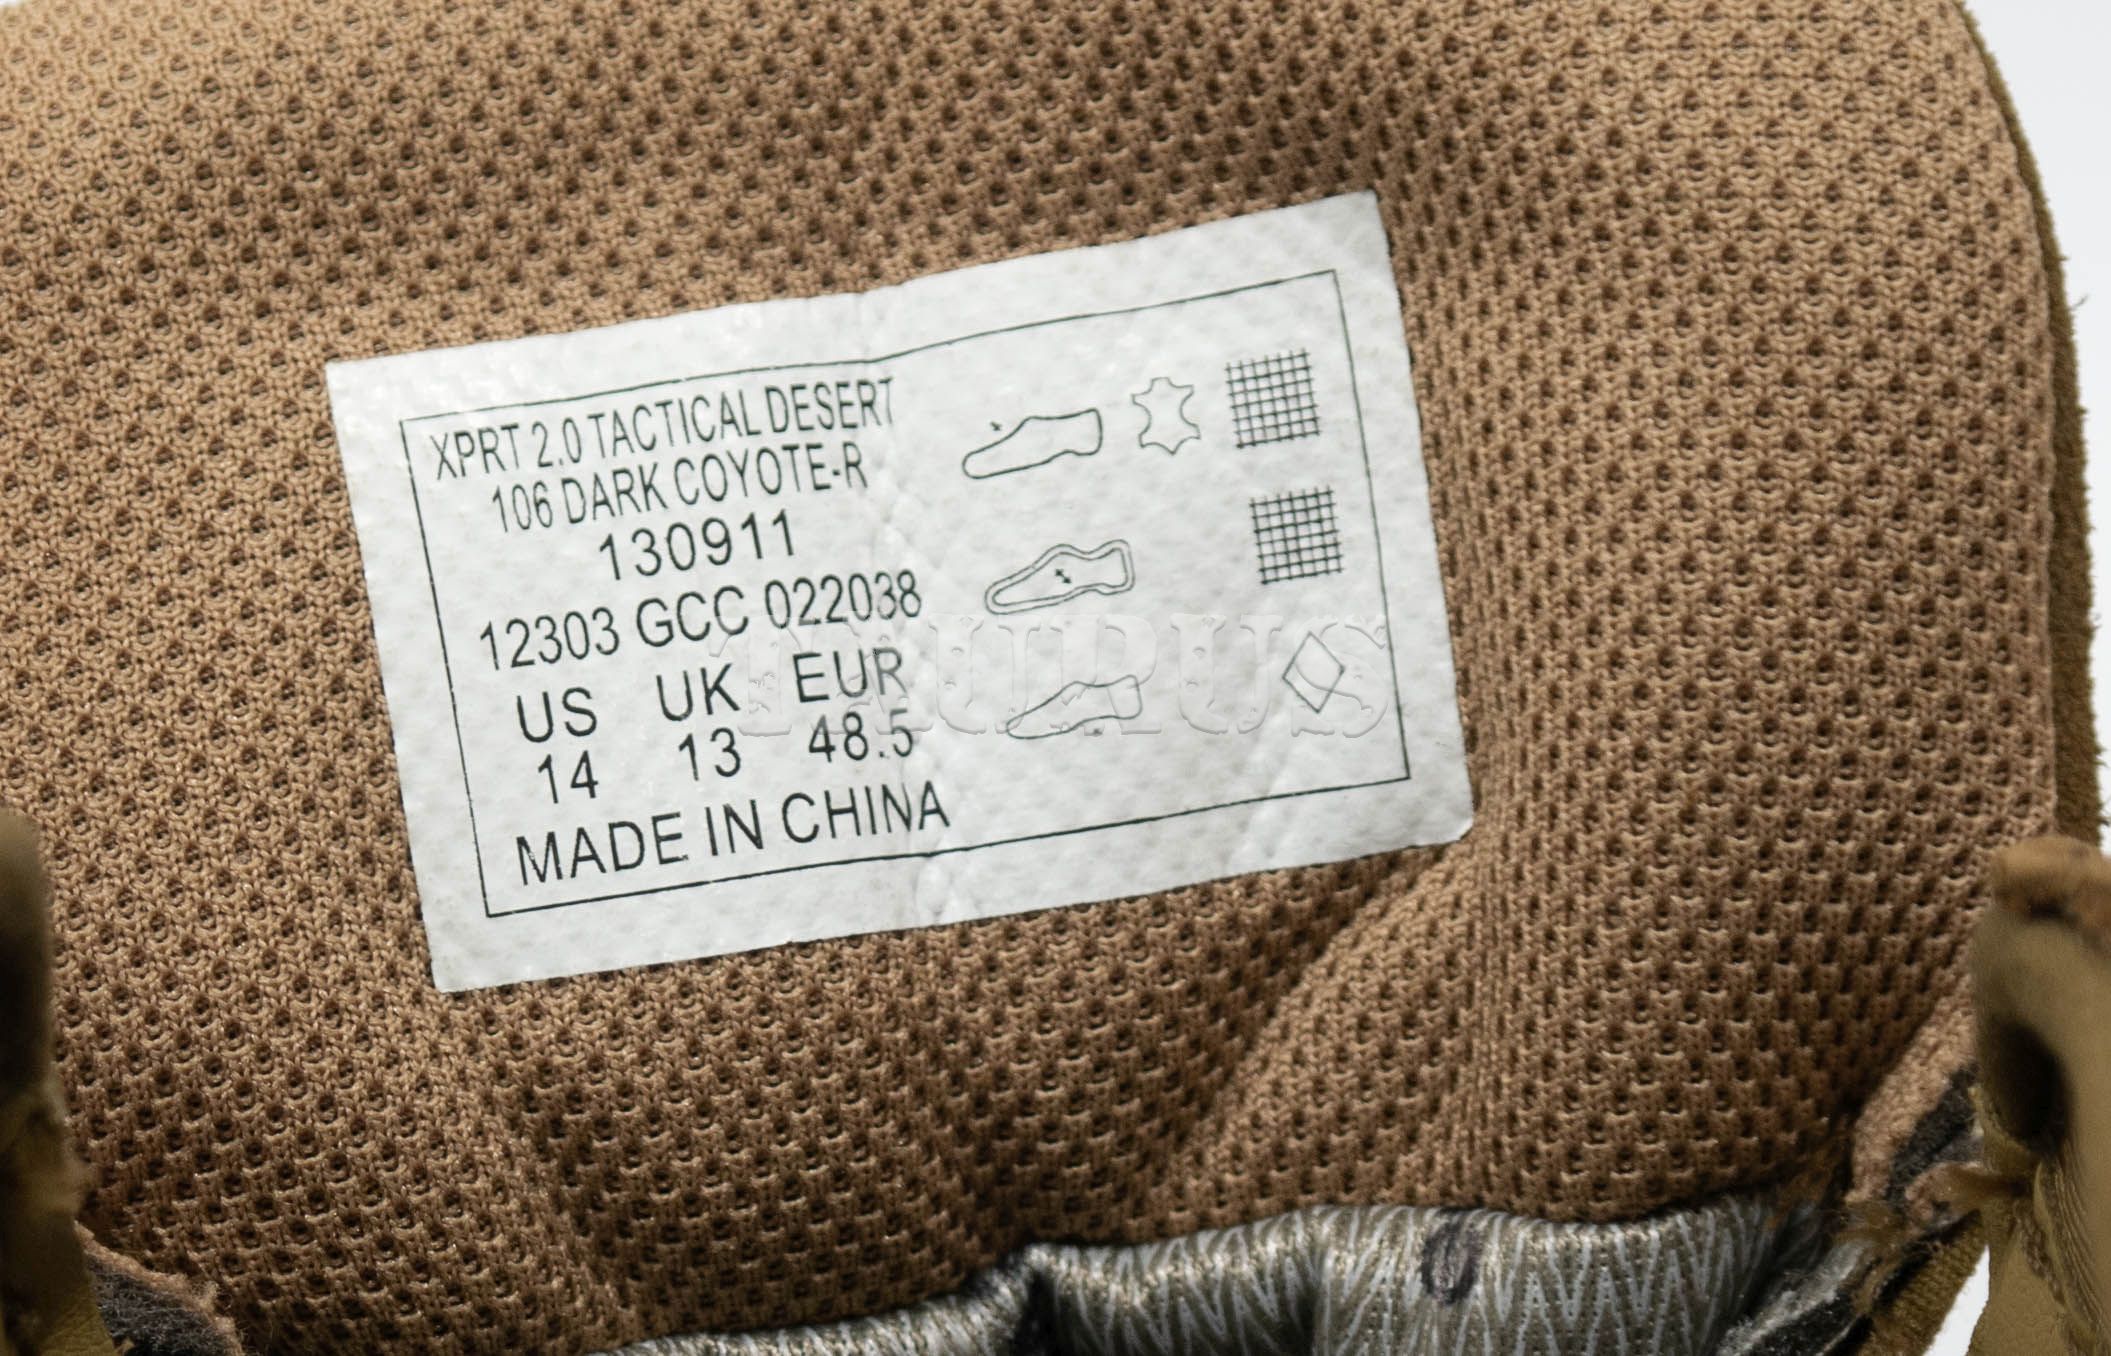 XPRT 2.0 TACTICAL DESERT
106 DARK COYOTE-R
130911
12303 GCC 022038
US UK EUR
14 13 48.5
MADE IN CHINA
TAURUS